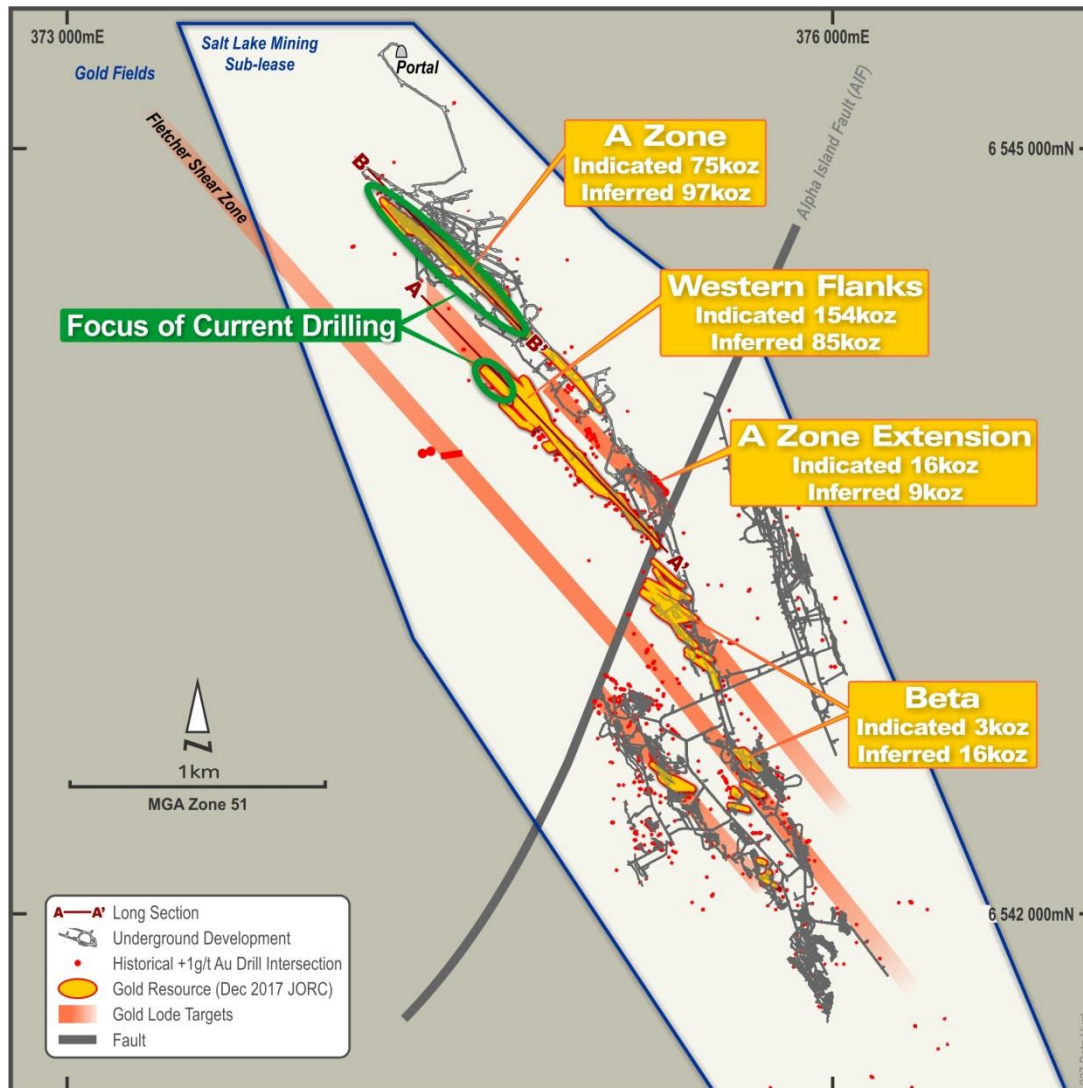 373 000mE
376 000mE
Gold Fields
Salt Lake Mining
Sub-lease
Portal
Fletcher Shear Zone
Alpha Island Fault (AIF)
6 545 000mN
B
A Zone
Indicated 75koz
Inferred 97koz
A
Western Flanks
Indicated 154koz
Inferred 85koz
Focus of Current Drilling
B'
A Zone Extension
Indicated 16koz
Inferred 9koz
A'
Beta
Indicated 3koz
Inferred 16koz
N
1km
MGA Zone 51
6 542 000mN
A A' Long Section
Underground Development
Historical +1g/t Au Drill Intersection
Gold Resource (Dec 2017 JORC)
Gold Lode Targets
Fault